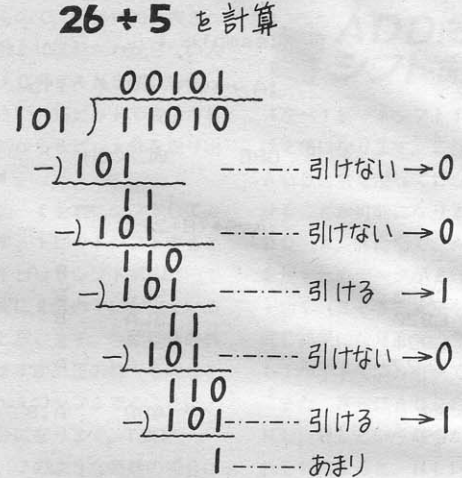 26 ÷ 5 を計算
00101
101 ) 11010
−) 101 ------ 引けない → 0
11
−) 101 ------ 引けない → 0
110
−) 101 ------ 引ける → 1
11
−) 101 ------ 引けない → 0
110
−) 101 ------ 引ける → 1
1 ------ あまり